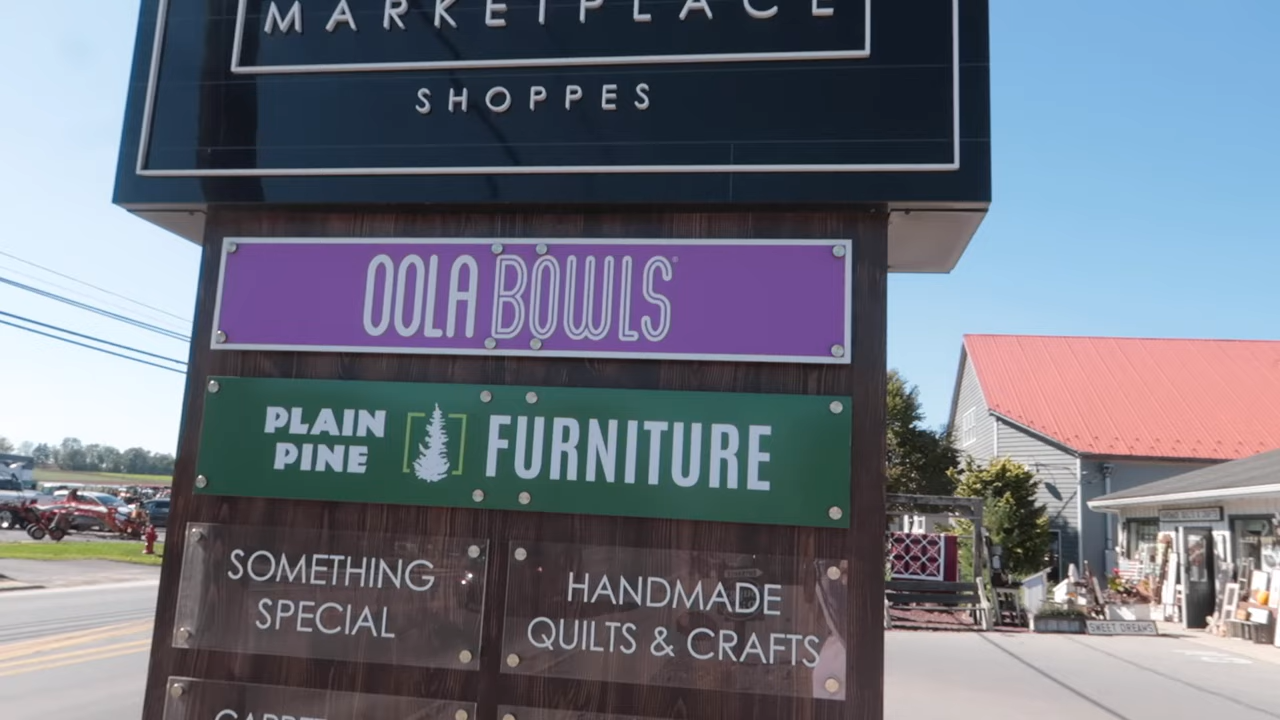 MARKETPLACE
SHOPPES
OOLA BOWLS
PLAIN PINE FURNITURE
SOMETHING
SPECIAL
HANDMADE
QUILTS & CRAFTS
SWEET DREAMS